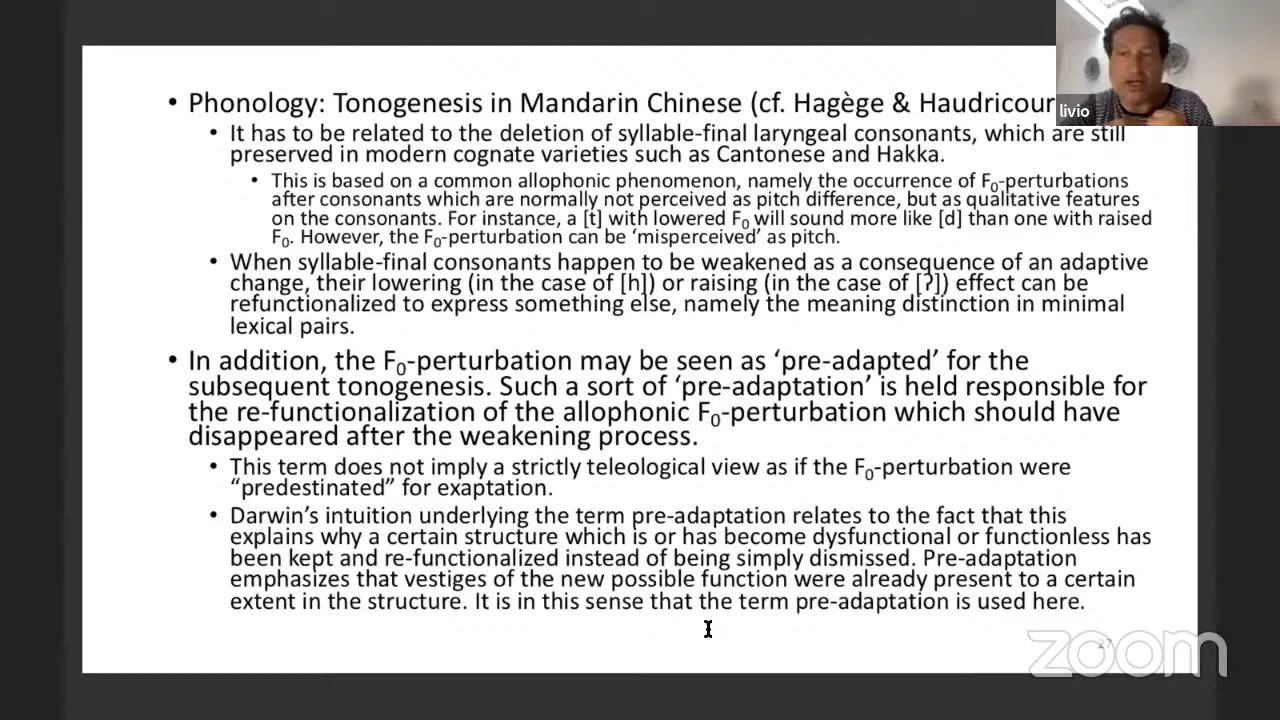 • Phonology: Tonogenesis in Mandarin Chinese (cf. Hagège & Haudricour
• It has to be related to the deletion of syllable-final laryngeal consonants, which are still
preserved in modern cognate varieties such as Cantonese and Hakka.
• This is based on a common allophonic phenomenon, namely the occurrence of F₀-perturbations
after consonants which are normally not perceived as pitch difference, but as qualitative features
on the consonants. For instance, a [t] with lowered F₀ will sound more like [d] than one with raised
F₀. However, the F₀-perturbation can be ‘misperceived’ as pitch.
• When syllable-final consonants happen to be weakened as a consequence of an adaptive
change, their lowering (in the case of [h]) or raising (in the case of [ʔ]) effect can be
refunctionalized to express something else, namely the meaning distinction in minimal
lexical pairs.
• In addition, the F₀-perturbation may be seen as ‘pre-adapted’ for the
subsequent tonogenesis. Such a sort of ‘pre-adaptation’ is held responsible for
the re-functionalization of the allophonic F₀-perturbation which should have
disappeared after the weakening process.
• This term does not imply a strictly teleological view as if the F₀-perturbation were
“predestinated” for exaptation.
• Darwin’s intuition underlying the term pre-adaptation relates to the fact that this
explains why a certain structure which is or has become dysfunctional or functionless has
been kept and re-functionalized instead of being simply dismissed. Pre-adaptation
emphasizes that vestiges of the new possible function were already present to a certain
extent in the structure. It is in this sense that the term pre-adaptation is used here.
livio
27
zoom